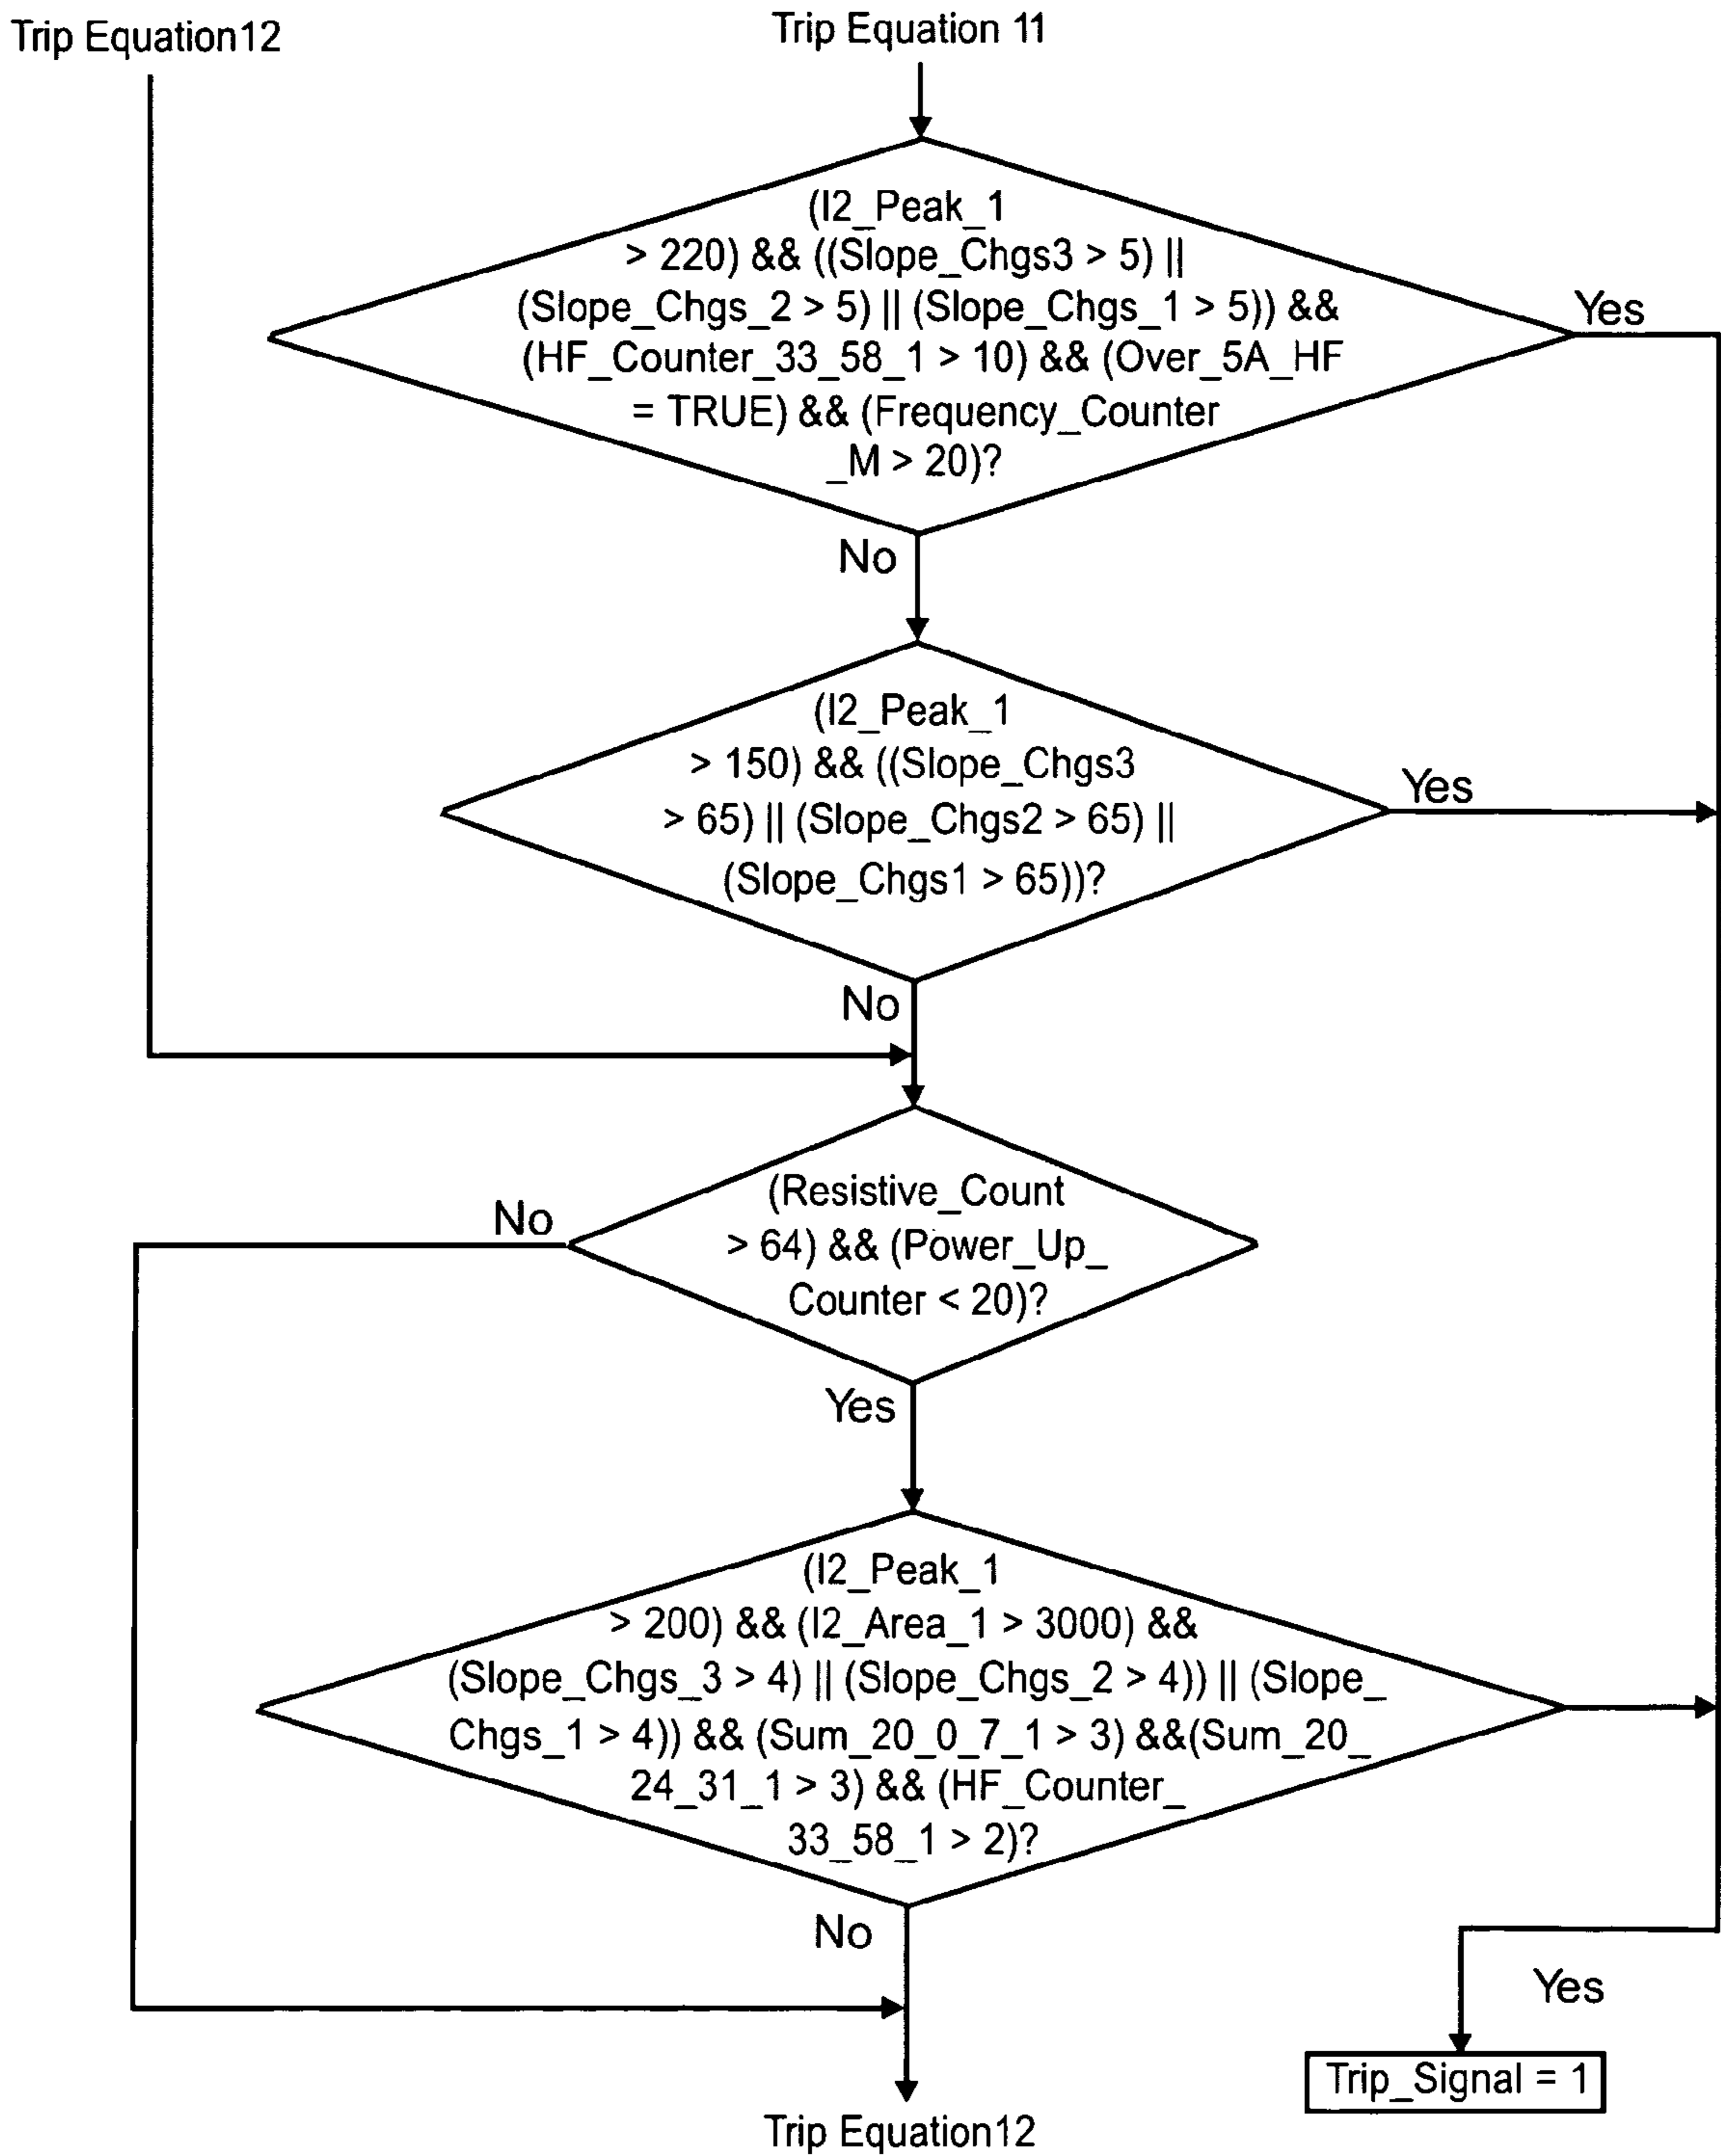 Trip Equation12
Trip Equation 11
(I2_Peak_1
> 220) && ((Slope_Chgs3 > 5) ||
(Slope_Chgs_2 > 5) || (Slope_Chgs_1 > 5)) &&
(HF_Counter_33_58_1 > 10) && (Over_5A_HF
= TRUE) && (Frequency_Counter
_M > 20)?
Yes
No
(I2_Peak_1
> 150) && ((Slope_Chgs3
> 65) || (Slope_Chgs2 > 65) ||
(Slope_Chgs1 > 65))?
Yes
No
(Resistive_Count
> 64) && (Power_Up_
Counter < 20)?
No
Yes
(I2_Peak_1
> 200) && (I2_Area_1 > 3000) &&
(Slope_Chgs_3 > 4) || (Slope_Chgs_2 > 4)) || (Slope_
Chgs_1 > 4)) && (Sum_20_0_7_1 > 3) &&(Sum_20_
24_31_1 > 3) && (HF_Counter_
33_58_1 > 2)?
No
Yes
Trip_Signal = 1
Trip Equation12